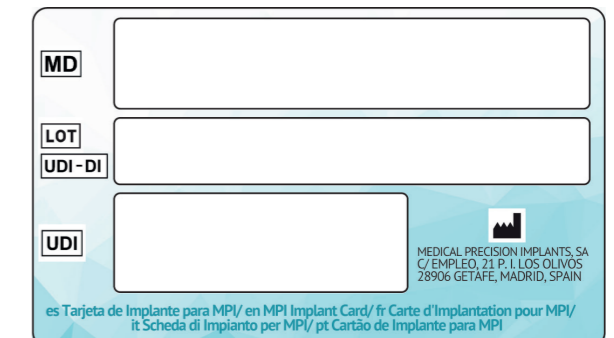 MD
LOT
UDI-DI
UDI
MEDICAL PRECISION IMPLANTS, SA
C/ EMPLEO, 21 P. I. LOS OLIVOS
28906 GETAFE, MADRID, SPAIN
es Tarjeta de Implante para MPI/ en MPI Implant Card/ fr Carte d'Implantation pour MPI/
it Scheda di Impianto per MPI/ pt Cartão de Implante para MPI